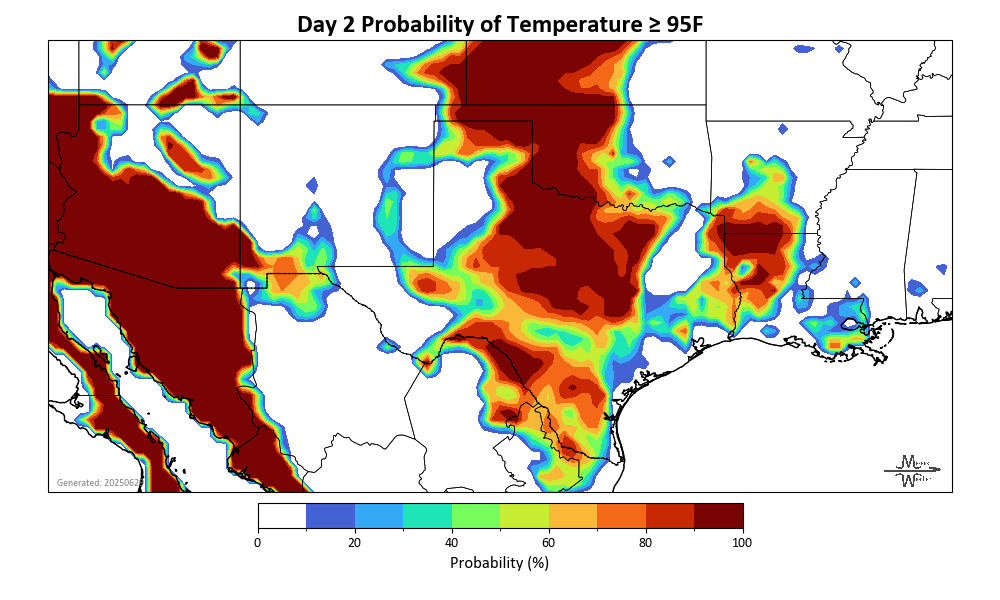 Day 2 Probability of Temperature ≥ 95F
Generated: 2025062
0 20 40 60 80 100
Probability (%)